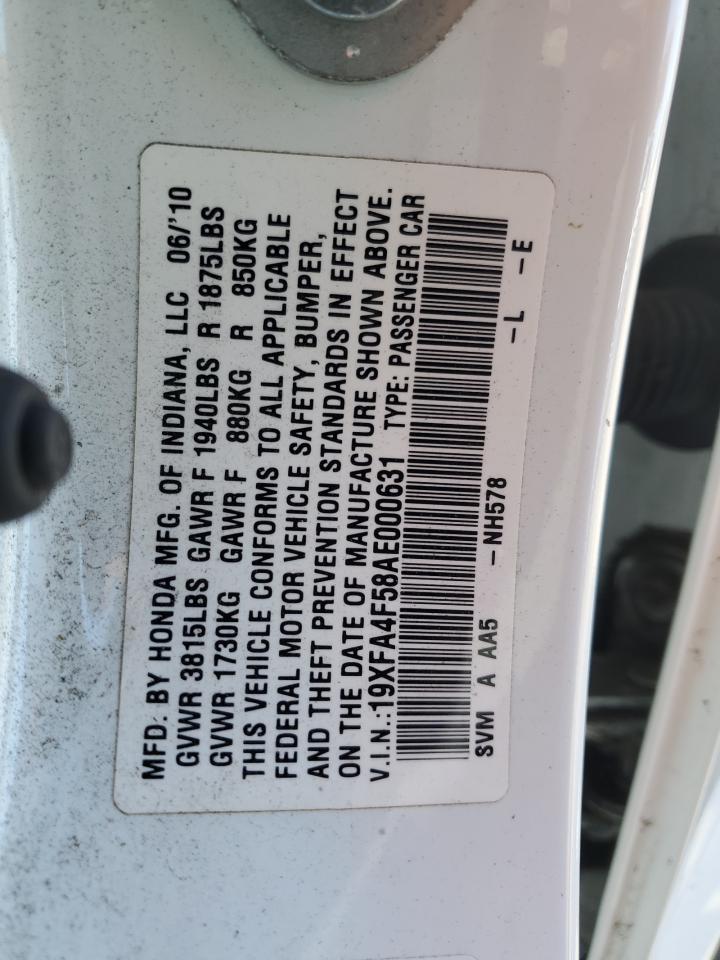 MFD. BY HONDA MFG. OF INDIANA, LLC 06/'10
GVWR 3815LBS GAWR F 1940LBS R 1875LBS
GVWR 1730KG GAWR F 880KG R 850KG
THIS VEHICLE CONFORMS TO ALL APPLICABLE
FEDERAL MOTOR VEHICLE SAFETY, BUMPER,
AND THEFT PREVENTION STANDARDS IN EFFECT
ON THE DATE OF MANUFACTURE SHOWN ABOVE.
V.I.N.:19XFA4F58AE000631 TYPE: PASSENGER CAR
SVM A AA5 -NH578 -L -E